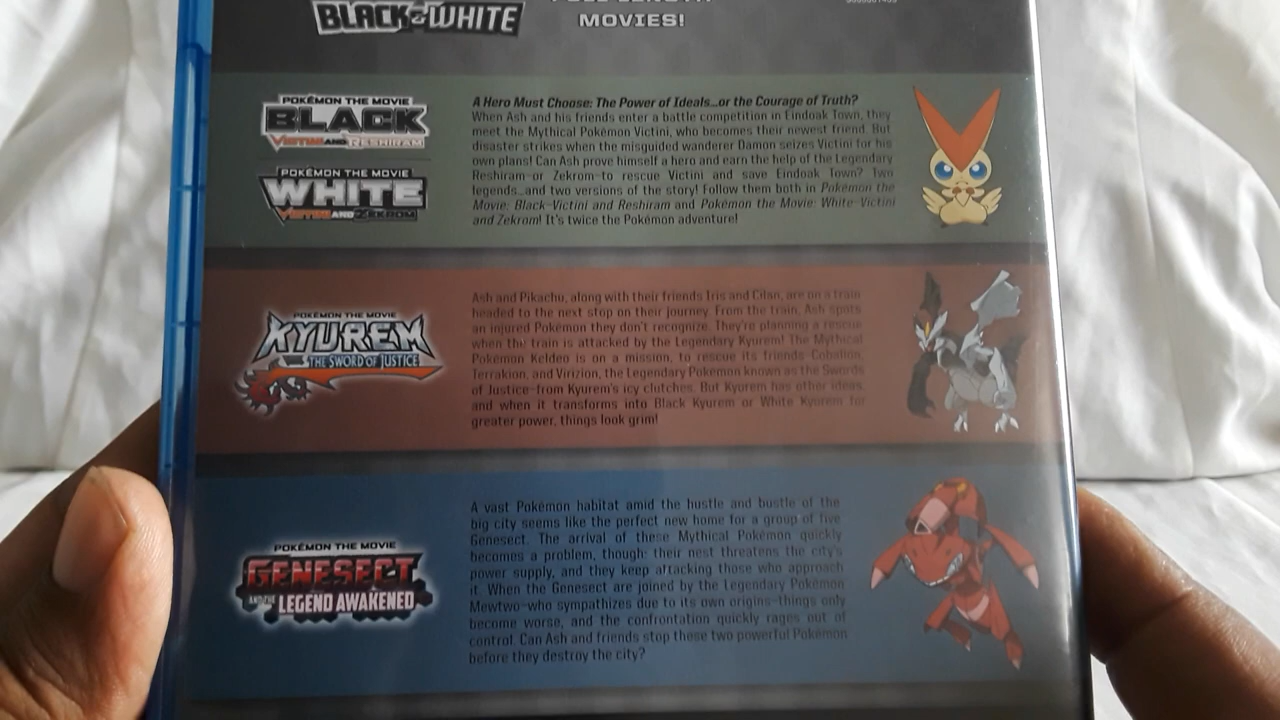 BLACK & WHITE
MOVIES!
POKÉMON THE MOVIE
BLACK
VICTINI AND RESHIRAM
POKÉMON THE MOVIE
WHITE
VICTINI AND ZEKROM
A Hero Must Choose: The Power of Ideals...or the Courage of Truth?
When Ash and his friends enter a battle competition in Eindoak Town, they
meet the Mythical Pokémon Victini, who becomes their newest friend. But
disaster strikes when the misguided wanderer Damon seizes Victini for his
own plans! Can Ash prove himself a hero and earn the help of the Legendary
Reshiram–or Zekrom–to rescue Victini and save Eindoak Town? Two
legends...and two versions of the story! Follow them both in Pokémon the
Movie: Black–Victini and Reshiram and Pokémon the Movie: White–Victini
and Zekrom! It's twice the Pokémon adventure!
POKÉMON THE MOVIE
KYUREM
VS. THE SWORD OF JUSTICE
Ash and Pikachu, along with their friends Iris and Cilan, are on a train
headed to the next stop on their journey. From the train, Ash spots
an injured Pokémon they don't recognize. They're planning a rescue
when the train is attacked by the Legendary Kyurem! The Mythical
Pokémon Keldeo is on a mission, to rescue its friends–Cobalion,
Terrakion, and Virizion, the Legendary Pokémon known as the Swords
of Justice–from Kyurem's icy clutches. But Kyurem has other ideas,
and when it transforms into Black Kyurem or White Kyurem for
greater power, things look grim!
POKÉMON THE MOVIE
GENESECT
AND THE LEGEND AWAKENED
A vast Pokémon habitat amid the hustle and bustle of the
big city seems like the perfect new home for a group of five
Genesect. The arrival of these Mythical Pokémon quickly
becomes a problem, though: their nest threatens the city's
power supply, and they keep attacking those who approach
it. When the Genesect are joined by the Legendary Pokémon
Mewtwo–who sympathizes due to its own origins–things only
become worse, and the confrontation quickly rages out of
control. Can Ash and friends stop these two powerful Pokémon
before they destroy the city?